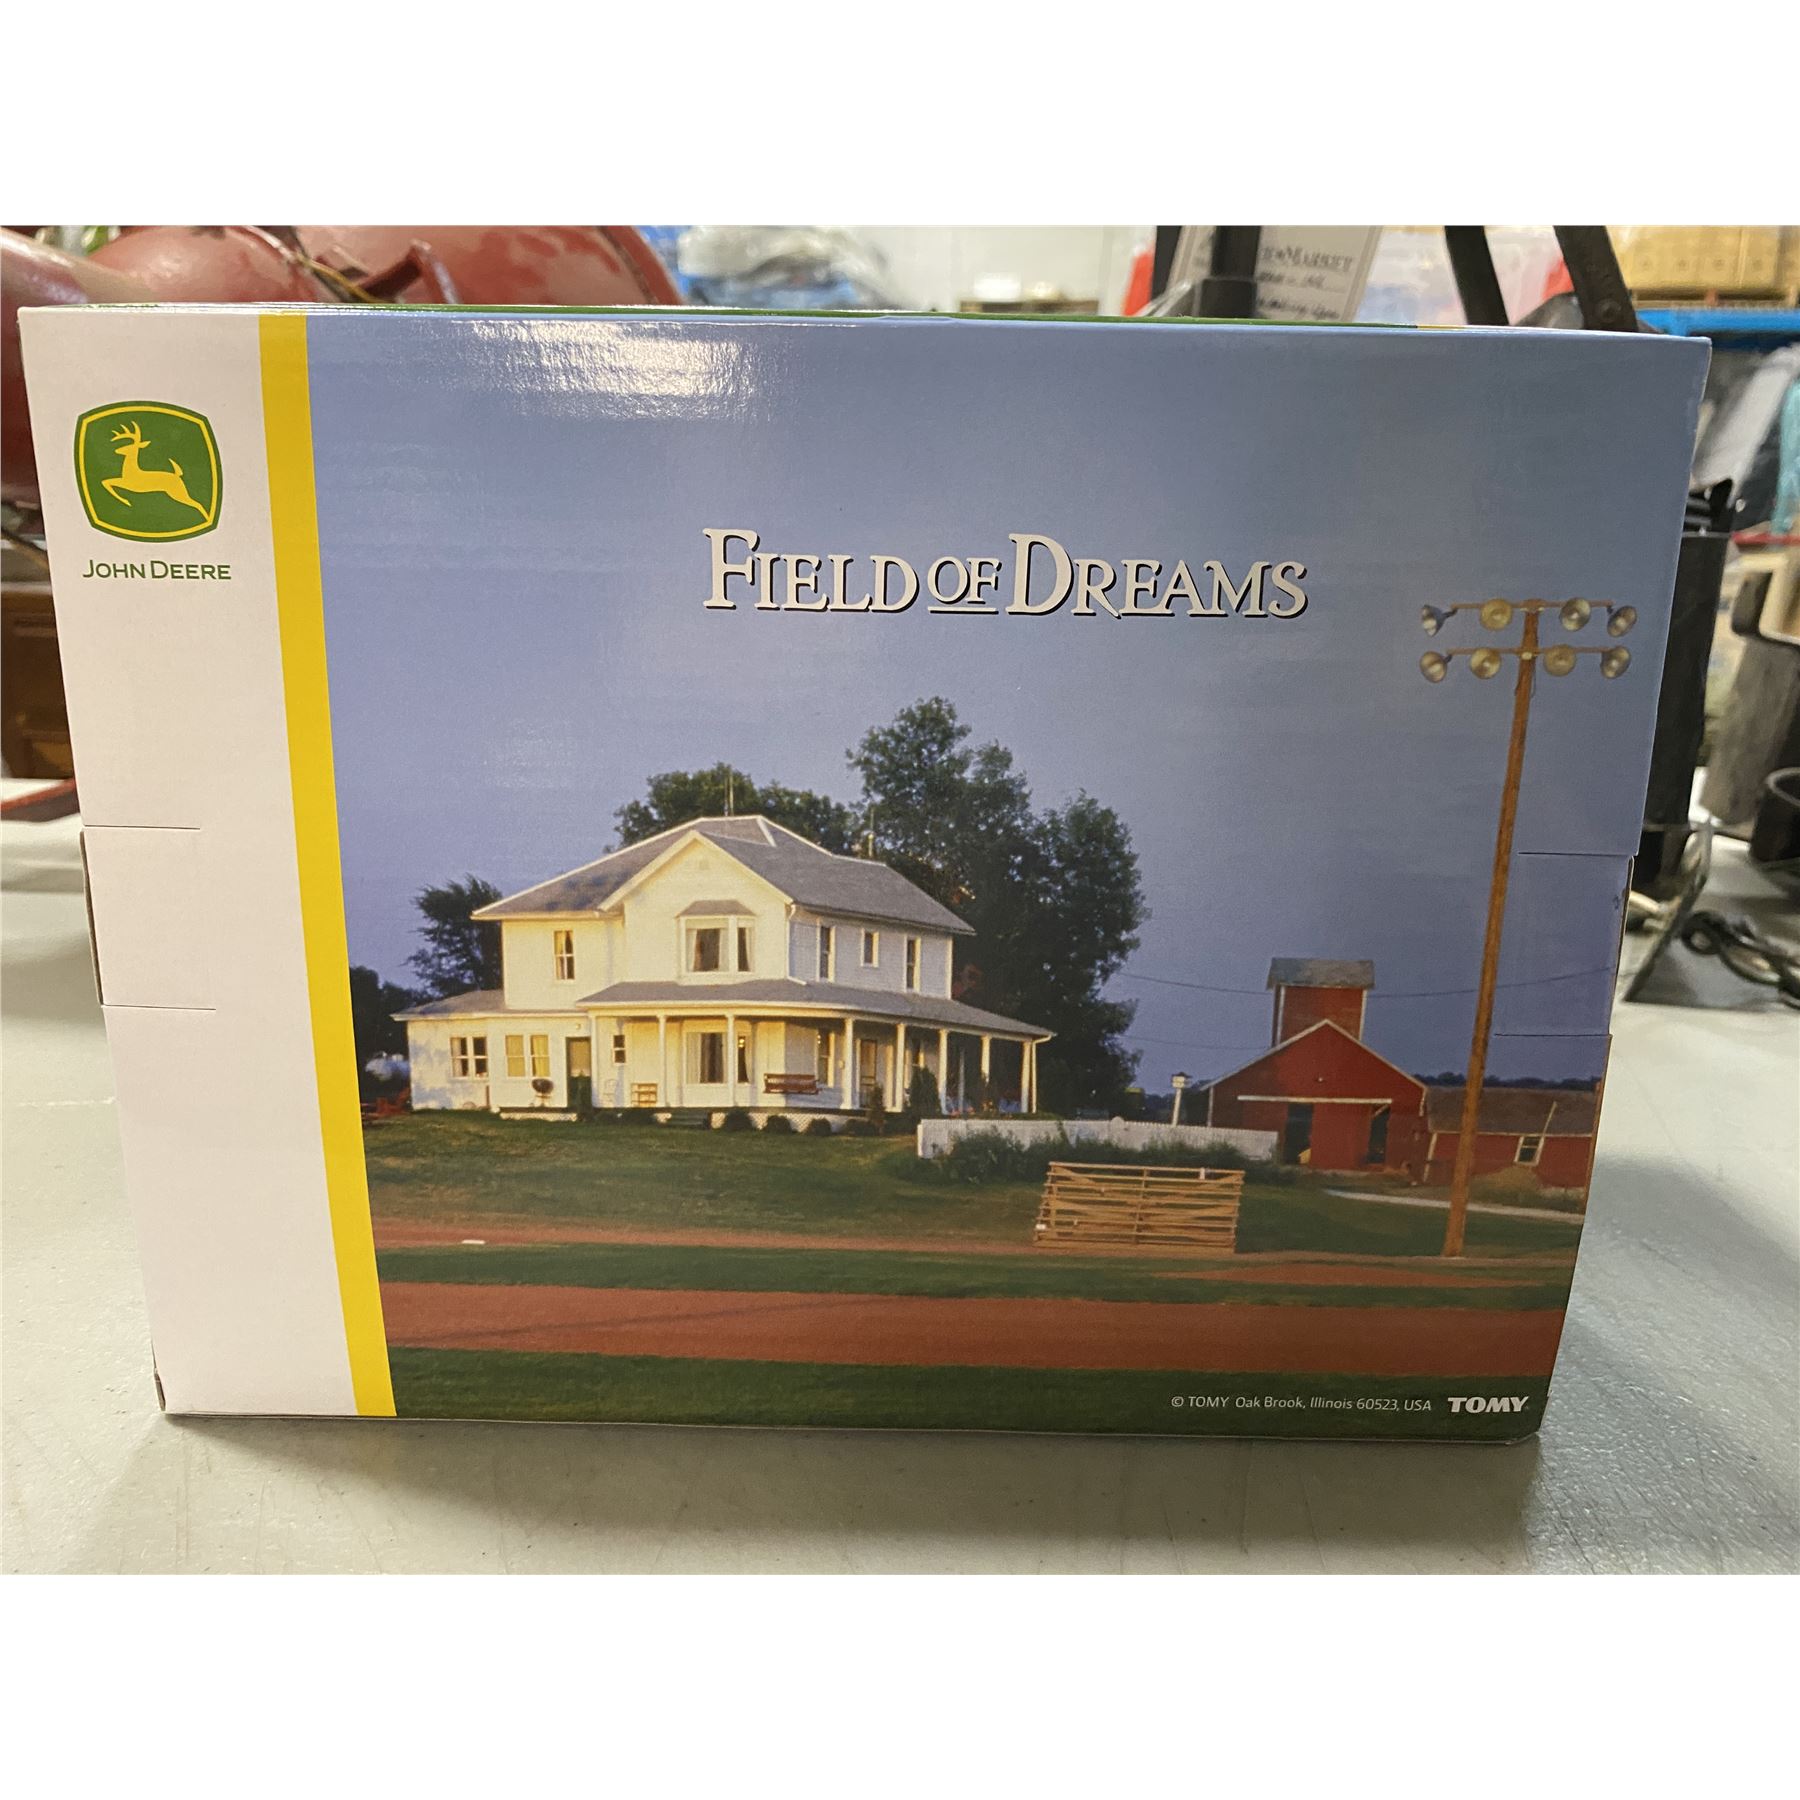 JOHN DEERE
FIELD OF DREAMS
© TOMY Oak Brook, Illinois 60523, USA TOMY